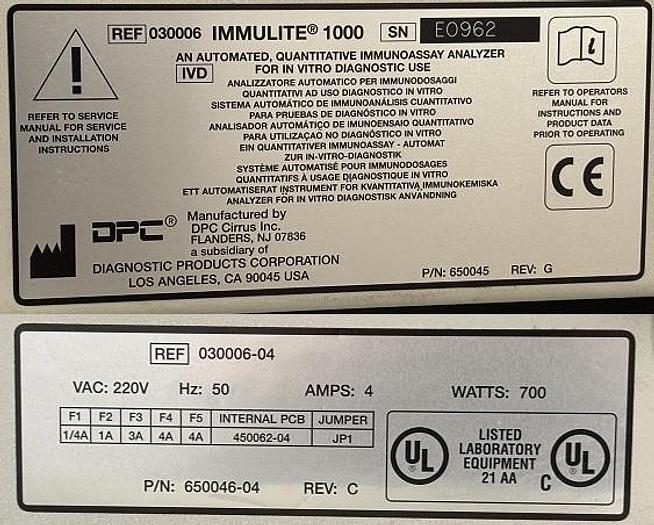 REF 030006 IMMULITE® 1000 SN E0962
AN AUTOMATED, QUANTITATIVE IMMUNOASSAY ANALYZER
IVD FOR IN VITRO DIAGNOSTIC USE
ANALIZZATORE AUTOMATICO PER IMMUNODOSAGGI
QUANTITATIVI AD USO DIAGNOSTICO IN VITRO
SISTEMA AUTOMÁTICO DE IMMUNOANÁLISIS CUANTITATIVO
PARA PRUEBAS DE DIAGNÓSTICO IN VITRO
ANALISADOR AUTOMÁTIÇO DE IMUNOENSAIO QUANTITATIVO
PARA UTILIZAÇAO NO DIAGNÓSTICO IN VITRO
EIN QUANTITATIVER IMMUNOASSAY - AUTOMAT
ZUR IN-VITRO-DIAGNOSTIK
SYSTÈME AUTOMATISÉ POUR IMMUNODOSAGES
QUANTITATIFS À USAGE DIAGNOSTIQUE IN VITRO
ETT AUTOMATISERAT INSTRUMENT FOR KVANTITATIVA IMMUNOKEMISKA
ANALYZER FOR IN VITRO DIAGNOSTISK ANVÄNDNING
REFER TO SERVICE
MANUAL FOR SERVICE
AND INSTALLATION
INSTRUCTIONS
i
REFER TO OPERATORS
MANUAL FOR
INSTRUCTIONS AND
PRODUCT DATA
PRIOR TO OPERATING
CE
DPC®
Manufactured by
DPC Cirrus Inc.
FLANDERS, NJ 07836
a subsidiary of
DIAGNOSTIC PRODUCTS CORPORATION
LOS ANGELES, CA 90045 USA
P/N: 650045 REV: G
REF 030006-04
VAC: 220V Hz: 50 AMPS: 4 WATTS: 700
F1 F2 F3 F4 F5 INTERNAL PCB JUMPER
1/4A 1A 3A 4A 4A 450062-04 JP1
UL
LISTED
LABORATORY
EQUIPMENT
21 AA
C UL
P/N: 650046-04 REV: C